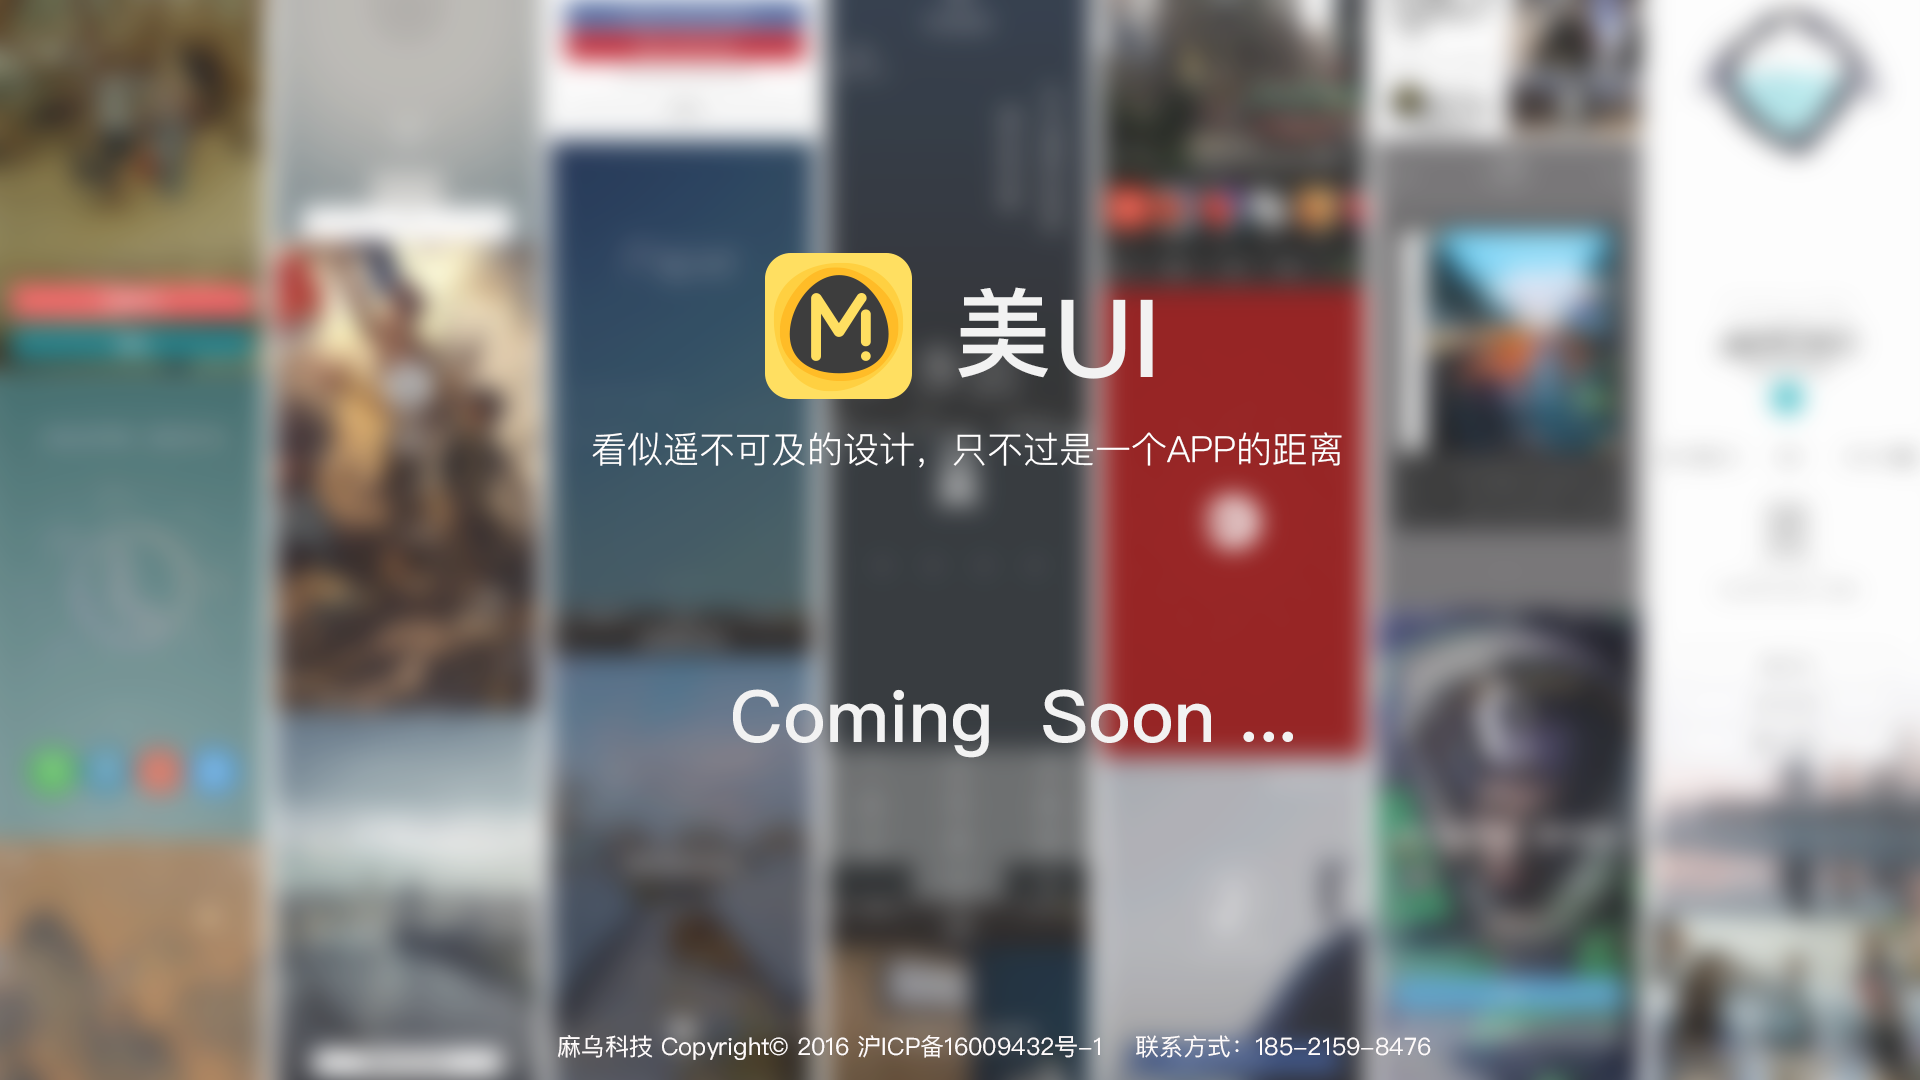 M!
美UI
看似遥不可及的设计，只不过是一个APP的距离
Coming Soon ...
麻乌科技 Copyright© 2016 沪ICP备16009432号-1 联系方式：185-2159-8476